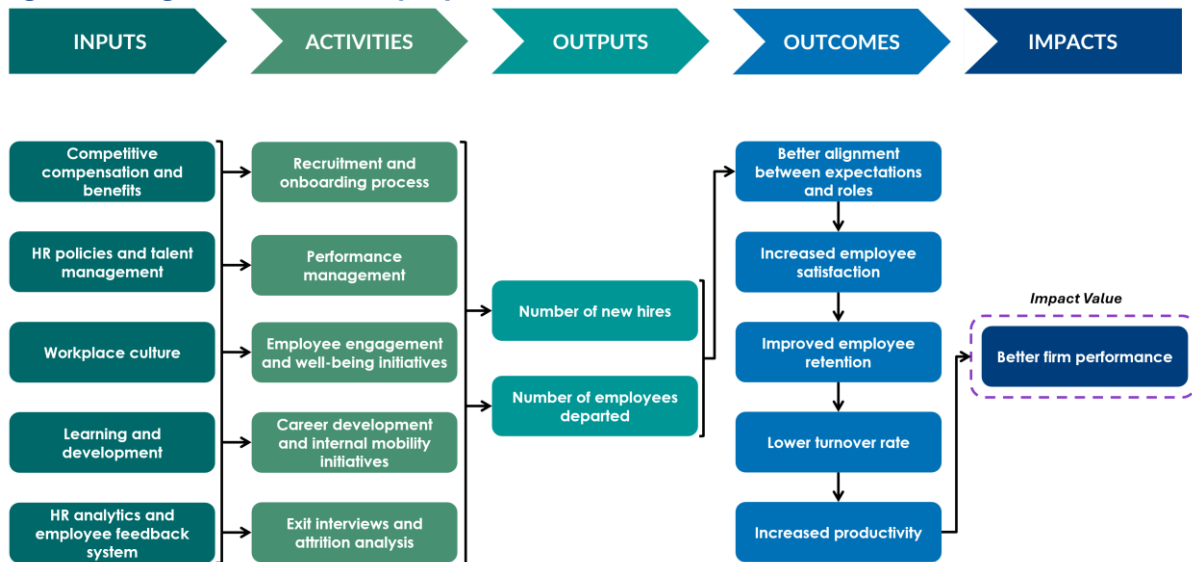 INPUTS
ACTIVITIES
OUTPUTS
OUTCOMES
IMPACTS
Competitive
compensation and
benefits
HR policies and talent
management
Workplace culture
Learning and
development
HR analytics and
employee feedback
system
Recruitment and
onboarding process
Performance
management
Employee engagement
and well-being initiatives
Career development
and internal mobility
initiatives
Exit interviews and
attrition analysis
Number of new hires
Number of employees
departed
Better alignment
between expectations
and roles
Increased employee
satisfaction
Improved employee
retention
Lower turnover rate
Increased productivity
Impact Value
Better firm performance